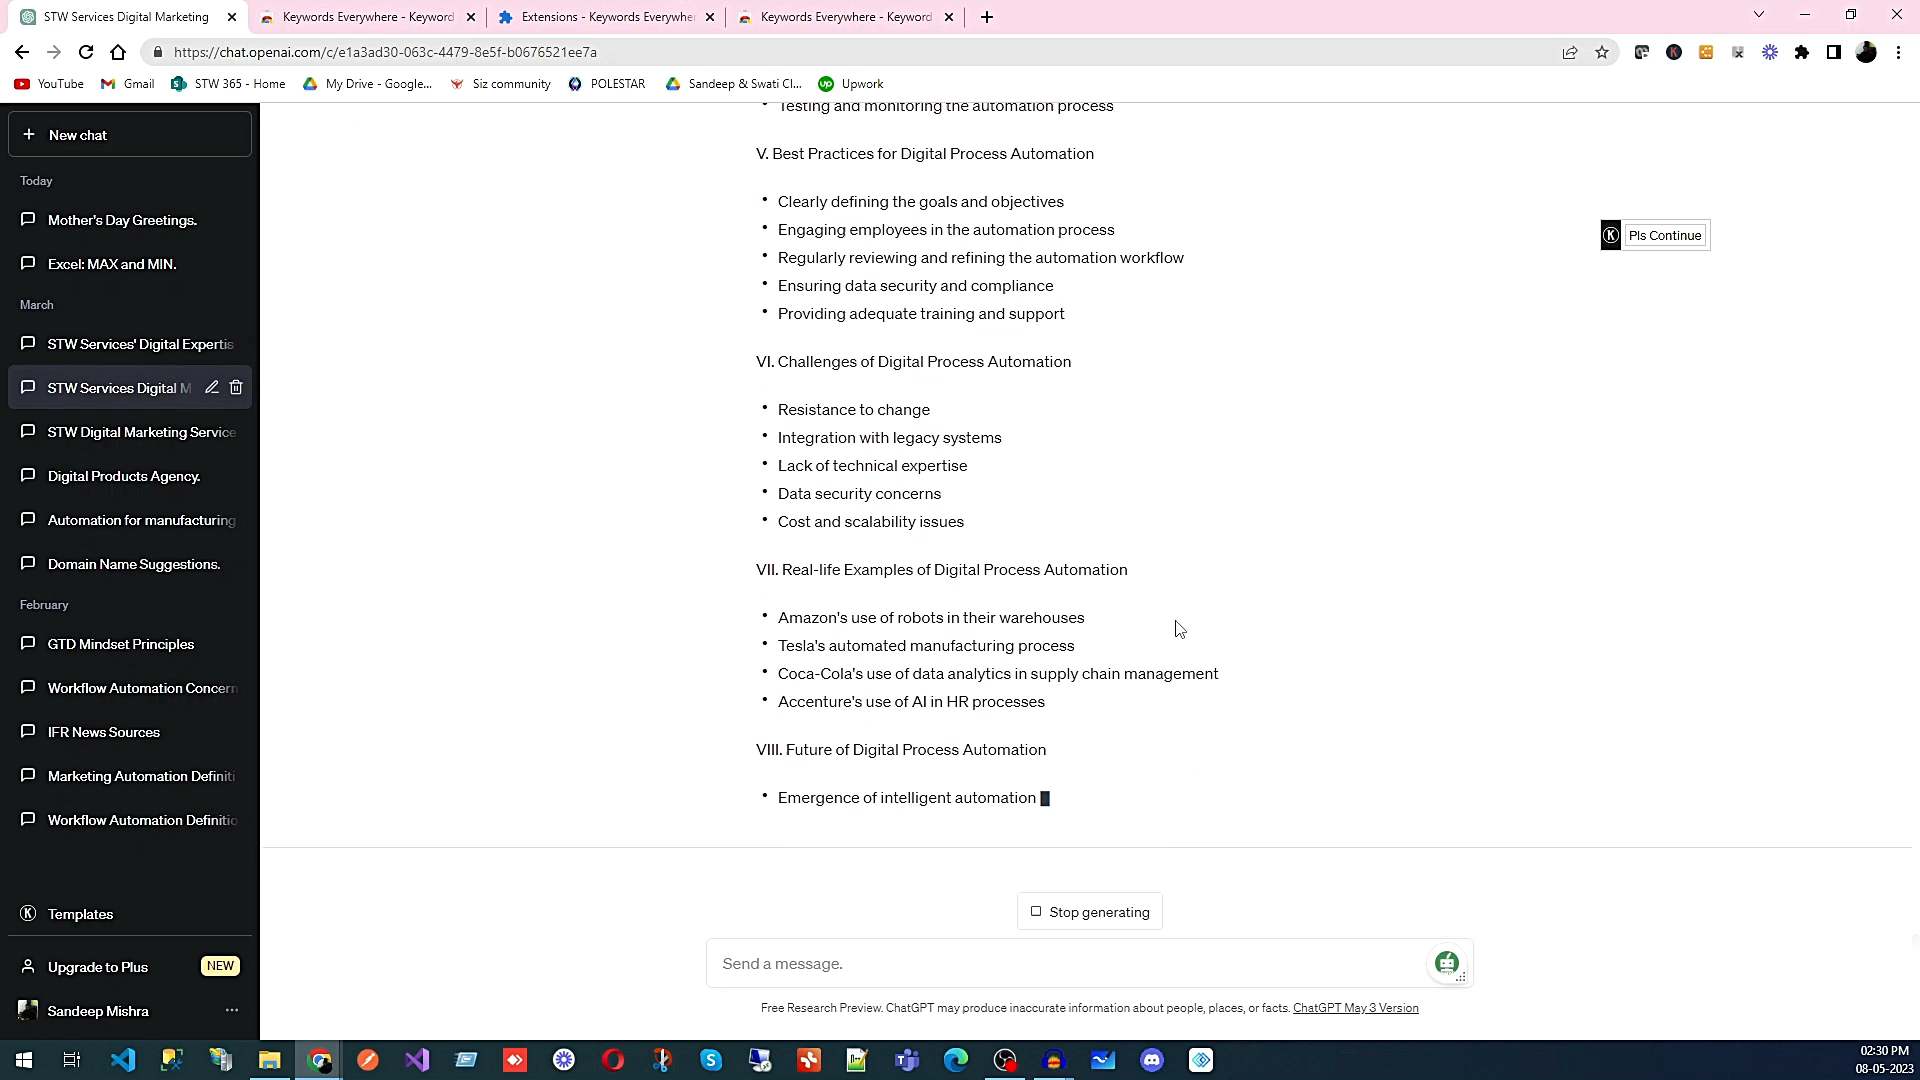 STW Services Digital Marketing
Keywords Everywhere - Keyword
Extensions - Keywords Everywher
Keywords Everywhere - Keyword
https://chat.openai.com/c/e1a3ad30-063c-4479-8e5f-b0676521ee7a
YouTube
Gmail
STW 365 - Home
My Drive - Google...
Siz community
POLESTAR
Sandeep & Swati Cl...
Upwork
New chat
Today
Mother's Day Greetings.
Excel: MAX and MIN.
March
STW Services' Digital Expertis
STW Services Digital M
STW Digital Marketing Service
Digital Products Agency.
Automation for manufacturing
Domain Name Suggestions.
February
GTD Mindset Principles
Workflow Automation Concern
IFR News Sources
Marketing Automation Definiti
Workflow Automation Definitio
Templates
Upgrade to Plus
NEW
Sandeep Mishra
• Testing and monitoring the automation process
V. Best Practices for Digital Process Automation
• Clearly defining the goals and objectives
• Engaging employees in the automation process
• Regularly reviewing and refining the automation workflow
• Ensuring data security and compliance
• Providing adequate training and support
VI. Challenges of Digital Process Automation
• Resistance to change
• Integration with legacy systems
• Lack of technical expertise
• Data security concerns
• Cost and scalability issues
VII. Real-life Examples of Digital Process Automation
• Amazon's use of robots in their warehouses
• Tesla's automated manufacturing process
• Coca-Cola's use of data analytics in supply chain management
• Accenture's use of AI in HR processes
VIII. Future of Digital Process Automation
• Emergence of intelligent automation
Pls Continue
Stop generating
Send a message.
Free Research Preview. ChatGPT may produce inaccurate information about people, places, or facts. ChatGPT May 3 Version
02:30 PM
08-05-2023